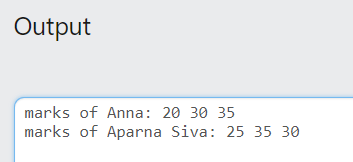 Output
marks of Anna: 20 30 35
marks of Aparna Siva: 25 35 30